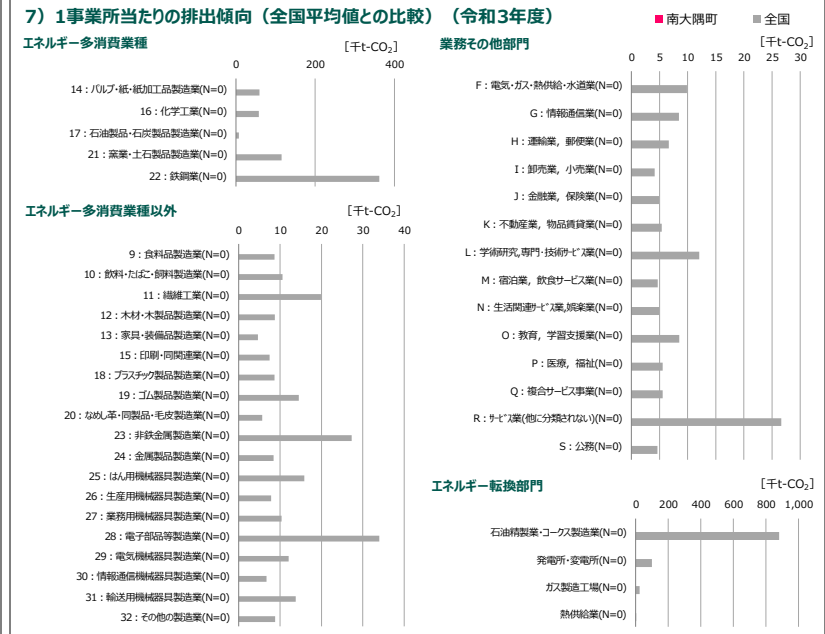 7）1事業所当たりの排出傾向（全国平均値との比較）（令和3年度）
■南大隅町 ■全国
エネルギー多消費業種
［千t-CO₂］
0 200 400
14：パルプ・紙・紙加工品製造業(N=0)
16：化学工業(N=0)
17：石油製品・石炭製品製造業(N=0)
21：窯業・土石製品製造業(N=0)
22：鉄鋼業(N=0)
エネルギー多消費業種以外
［千t-CO₂］
0 10 20 30 40
9：食料品製造業(N=0)
10：飲料・たばこ・飼料製造業(N=0)
11：繊維工業(N=0)
12：木材・木製品製造業(N=0)
13：家具・装備品製造業(N=0)
15：印刷・同関連業(N=0)
18：プラスチック製品製造業(N=0)
19：ゴム製品製造業(N=0)
20：なめし革・同製品・毛皮製造業(N=0)
23：非鉄金属製造業(N=0)
24：金属製品製造業(N=0)
25：はん用機械器具製造業(N=0)
26：生産用機械器具製造業(N=0)
27：業務用機械器具製造業(N=0)
28：電子部品等製造業(N=0)
29：電気機械器具製造業(N=0)
30：情報通信機械器具製造業(N=0)
31：輸送用機械器具製造業(N=0)
32：その他の製造業(N=0)
業務その他部門
［千t-CO₂］
0 5 10 15 20 25 30
F：電気・ガス・熱供給・水道業(N=0)
G：情報通信業(N=0)
H：運輸業，郵便業(N=0)
I：卸売業，小売業(N=0)
J：金融業，保険業(N=0)
K：不動産業，物品賃貸業(N=0)
L：学術研究,専門・技術ｻｰﾋﾞｽ業(N=0)
M：宿泊業，飲食サービス業(N=0)
N：生活関連ｻｰﾋﾞｽ業,娯楽業(N=0)
O：教育，学習支援業(N=0)
P：医療，福祉(N=0)
Q：複合サービス事業(N=0)
R：ｻｰﾋﾞｽ業(他に分類されない)(N=0)
S：公務(N=0)
エネルギー転換部門
［千t-CO₂］
0 200 400 600 800 1,000
石油精製業・コークス製造業(N=0)
発電所・変電所(N=0)
ガス製造工場(N=0)
熱供給業(N=0)